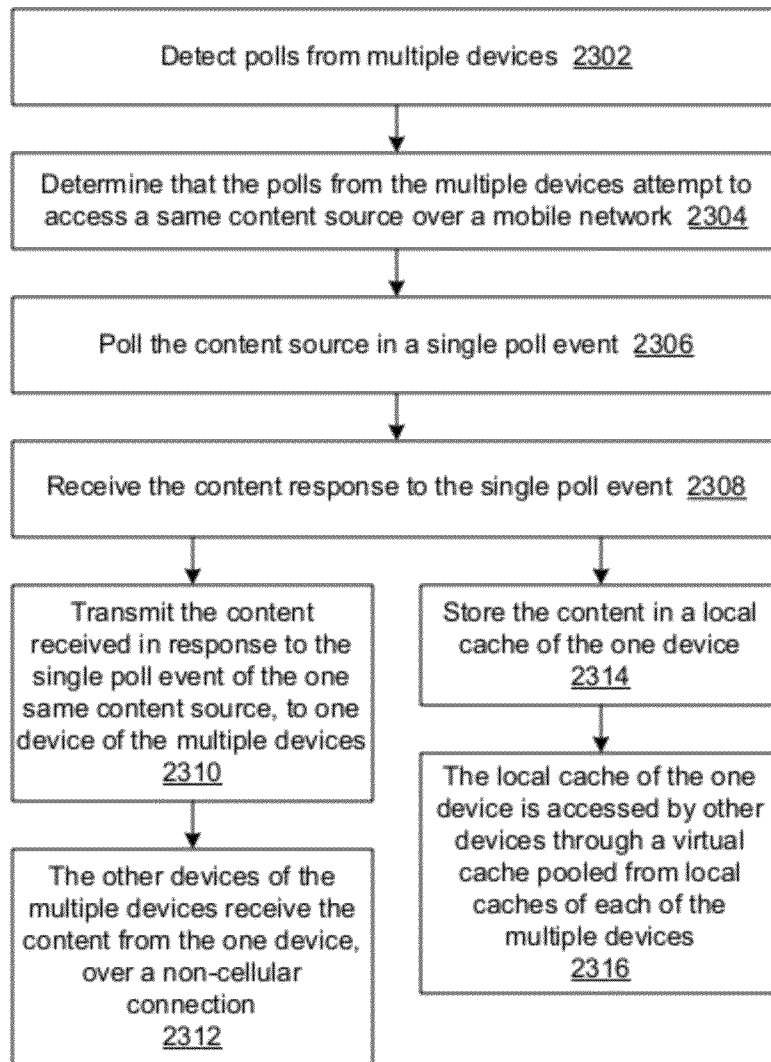 Detect polls from multiple devices 2302
Determine that the polls from the multiple devices attempt to
access a same content source over a mobile network 2304
Poll the content source in a single poll event 2306
Receive the content response to the single poll event 2308
Transmit the content
received in response to the
single poll event of the one
same content source, to one
device of the multiple devices
2310
The other devices of the
multiple devices receive the
content from the one device,
over a non-cellular
connection
2312
Store the content in a local
cache of the one device
2314
The local cache of the one
device is accessed by other
devices through a virtual
cache pooled from local
caches of each of the
multiple devices
2316